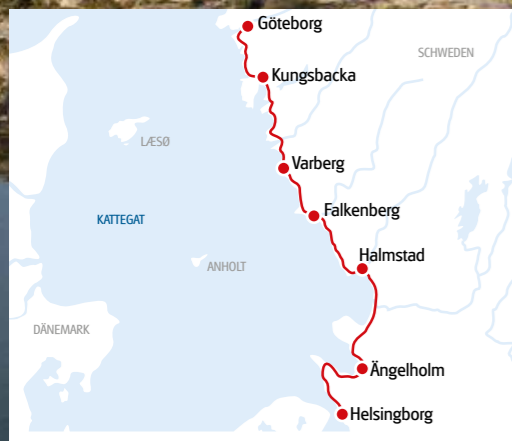 Göteborg
SCHWEDEN
Kungsbacka
LÆSØ
Varberg
Falkenberg
KATTEGAT
Halmstad
ANHOLT
DÄNEMARK
Ängelholm
Helsingborg